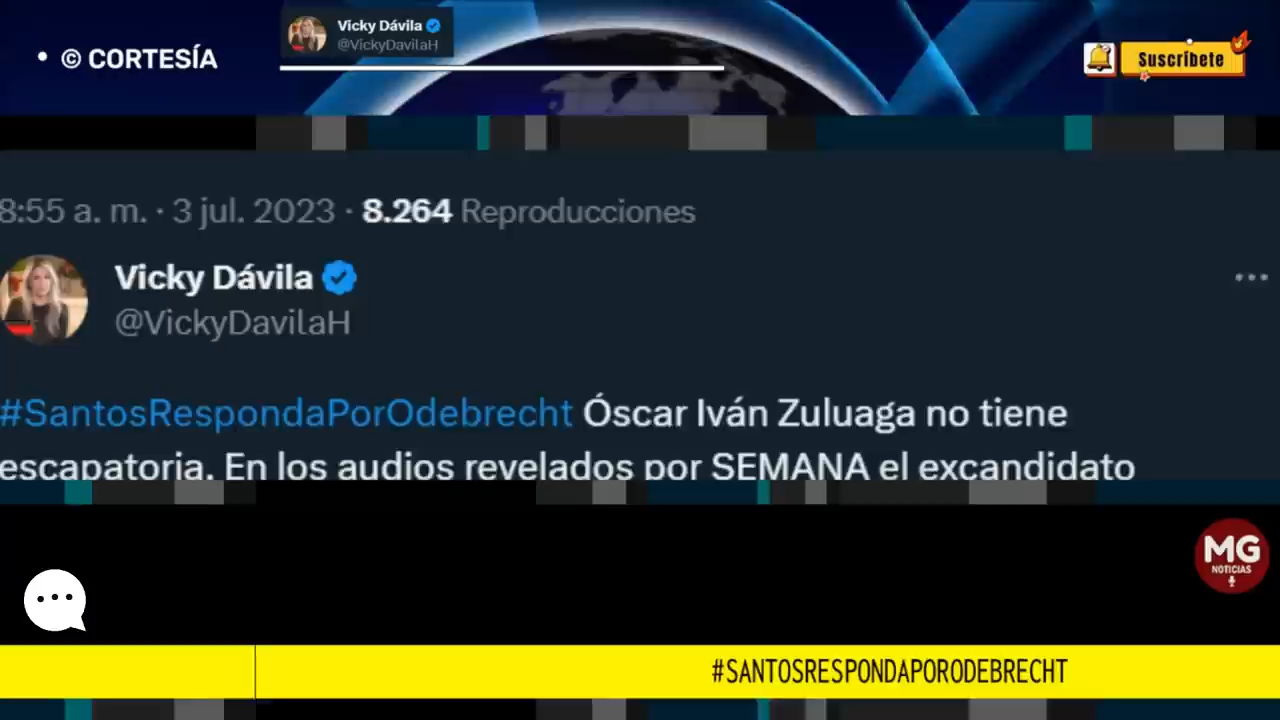 • © CORTESÍA
Vicky Dávila
@VickyDavilaH
Suscríbete
8:55 a. m. · 3 jul. 2023 · 8.264 Reproducciones
Vicky Dávila
@VickyDavilaH
#SantosRespondaPorOdebrecht Óscar Iván Zuluaga no tiene
escapatoria. En los audios revelados por SEMANA el excandidato
MG
NOTICIAS
#SANTOSRESPONDAPORODEBRECHT